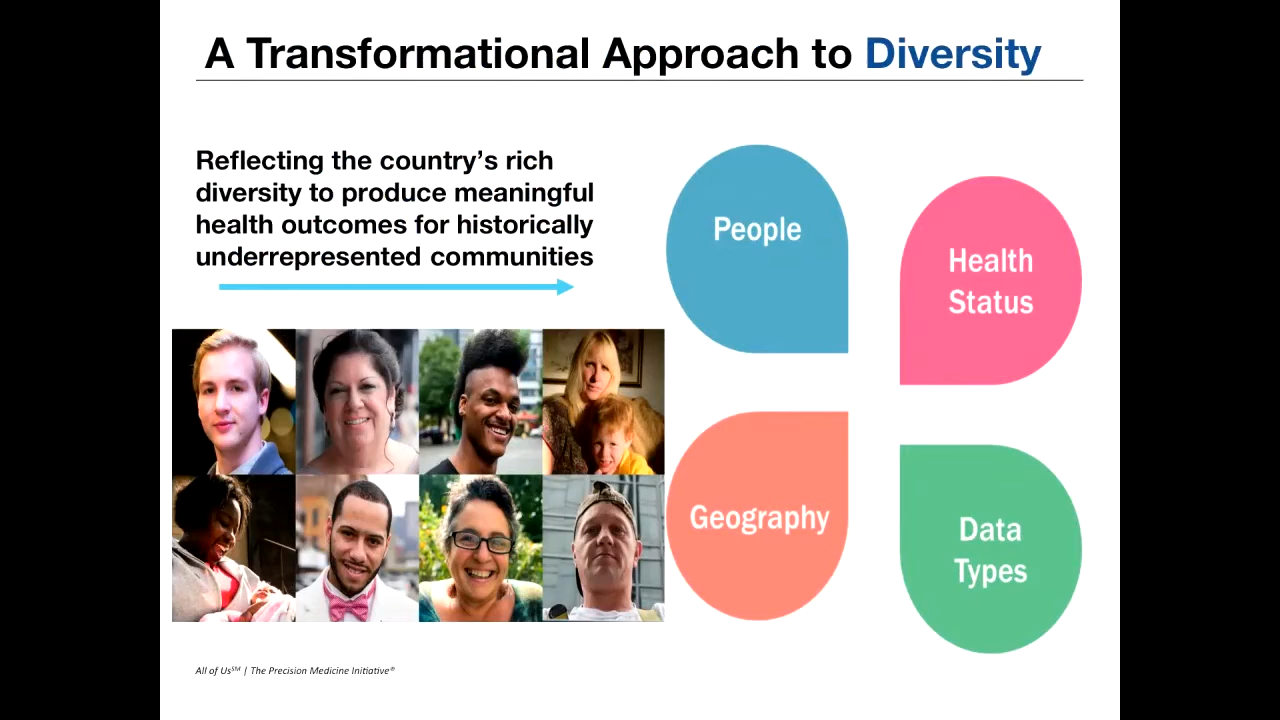 A Transformational Approach to Diversity
Reflecting the country's rich
diversity to produce meaningful
health outcomes for historically
underrepresented communities
People
Health
Status
Geography
Data
Types
All of Us℠ | The Precision Medicine Initiative®